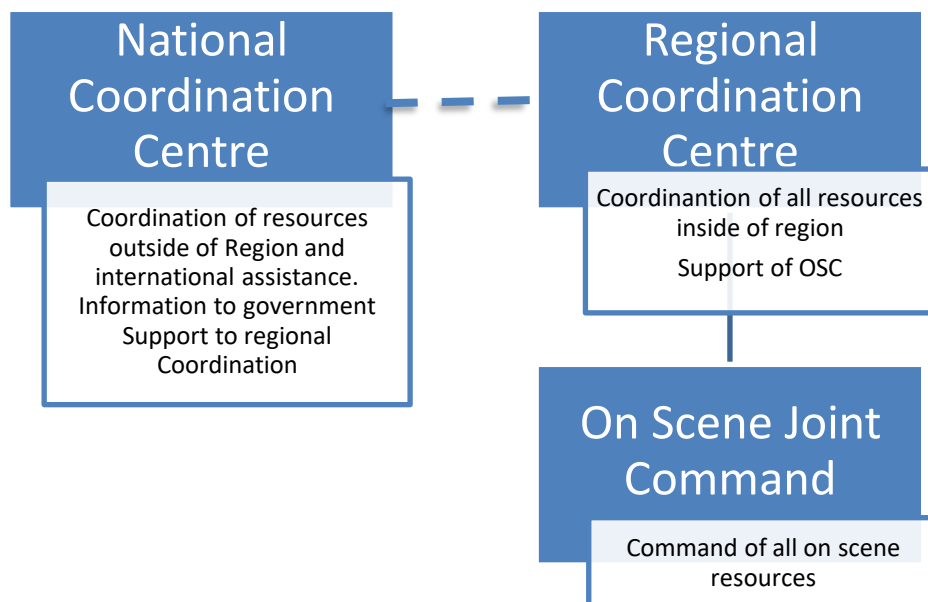 National
Coordination
Centre
Coordination of resources
outside of Region and
international assistance.
Information to government
Support to regional
Coordination
Regional
Coordination
Centre
Coordinantion of all resources
inside of region
Support of OSC
On Scene Joint
Command
Command of all on scene
resources